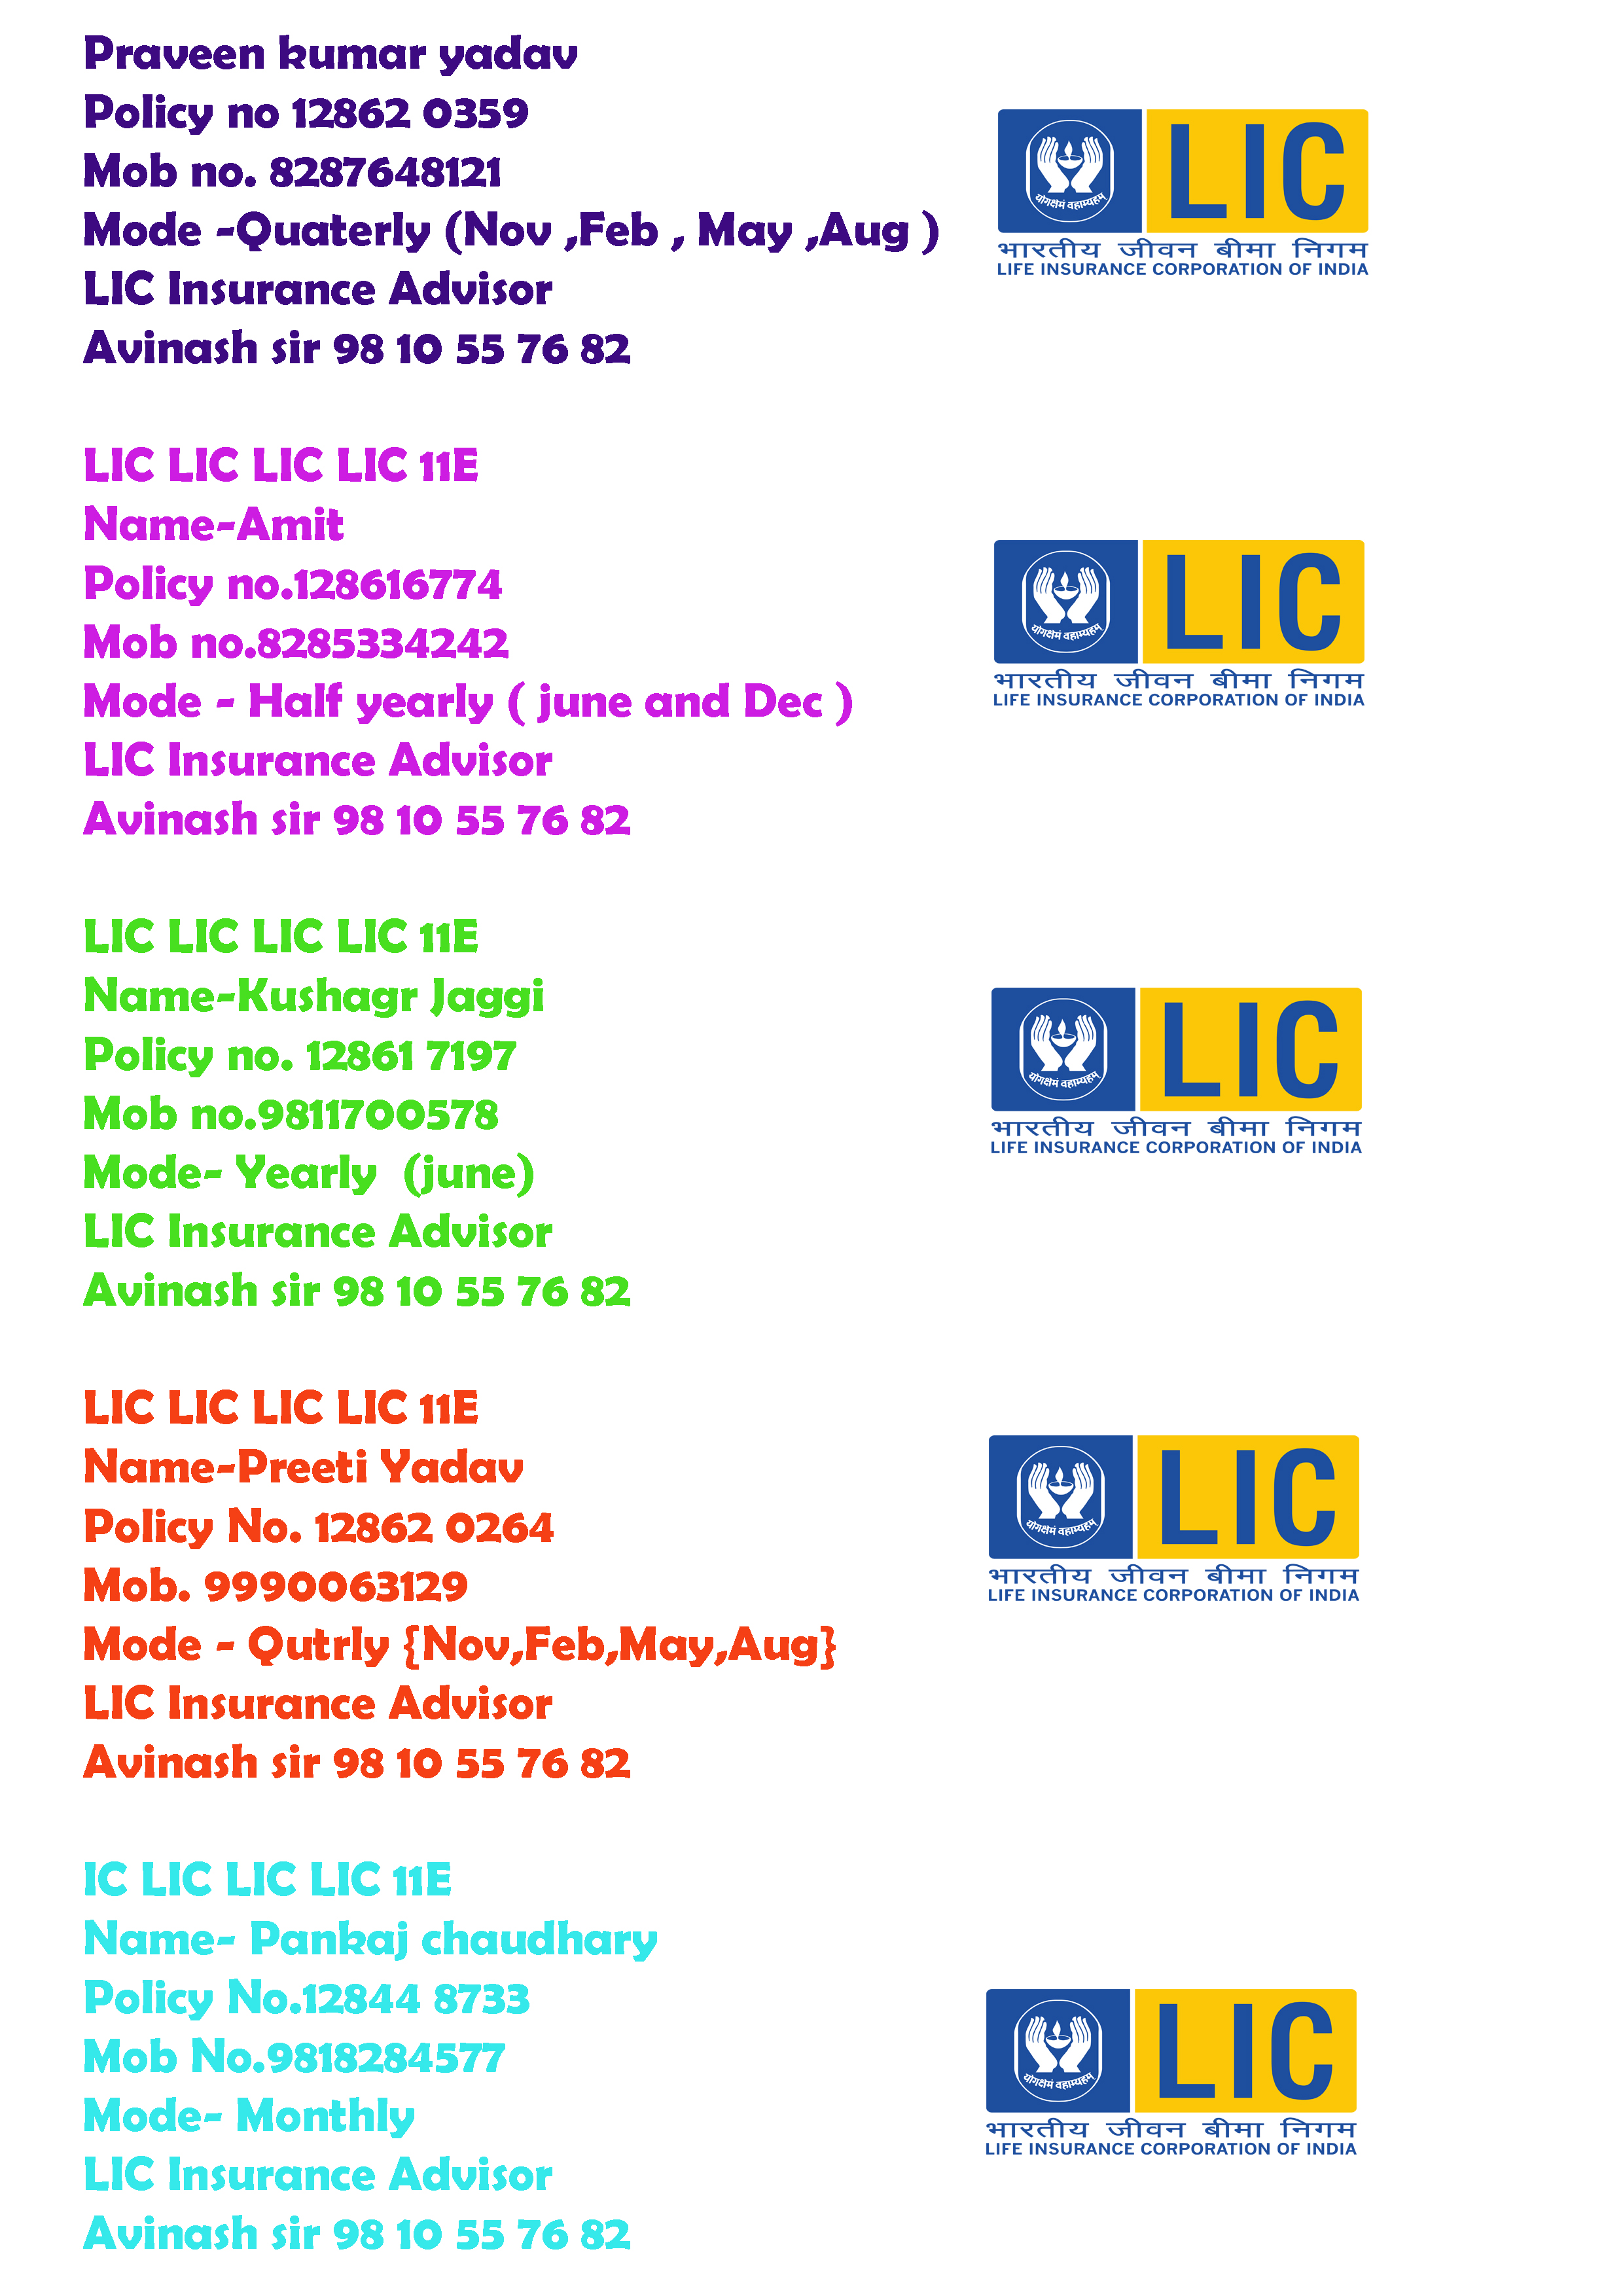 Praveen kumar yadav
Policy no 12862 0359
Mob no. 8287648121
Mode -Quaterly (Nov ,Feb , May ,Aug )
LIC Insurance Advisor
Avinash sir 98 10 55 76 82
योगक्षेमं वहाम्यहम्
LIC
भारतीय जीवन बीमा निगम
LIFE INSURANCE CORPORATION OF INDIA
LIC LIC LIC LIC 11E
Name-Amit
Policy no.128616774
Mob no.8285334242
Mode - Half yearly ( june and Dec )
LIC Insurance Advisor
Avinash sir 98 10 55 76 82
योगक्षेमं वहाम्यहम्
LIC
भारतीय जीवन बीमा निगम
LIFE INSURANCE CORPORATION OF INDIA
LIC LIC LIC LIC 11E
Name-Kushagr Jaggi
Policy no. 12861 7197
Mob no.9811700578
Mode- Yearly  (june)
LIC Insurance Advisor
Avinash sir 98 10 55 76 82
योगक्षेमं वहाम्यहम्
LIC
भारतीय जीवन बीमा निगम
LIFE INSURANCE CORPORATION OF INDIA
LIC LIC LIC LIC 11E
Name-Preeti Yadav
Policy No. 12862 0264
Mob. 9990063129
Mode - Qutrly {Nov,Feb,May,Aug}
LIC Insurance Advisor
Avinash sir 98 10 55 76 82
योगक्षेमं वहाम्यहम्
LIC
भारतीय जीवन बीमा निगम
LIFE INSURANCE CORPORATION OF INDIA
IC LIC LIC LIC 11E
Name- Pankaj chaudhary
Policy No.12844 8733
Mob No.9818284577
Mode- Monthly
LIC Insurance Advisor
Avinash sir 98 10 55 76 82
योगक्षेमं वहाम्यहम्
LIC
भारतीय जीवन बीमा निगम
LIFE INSURANCE CORPORATION OF INDIA